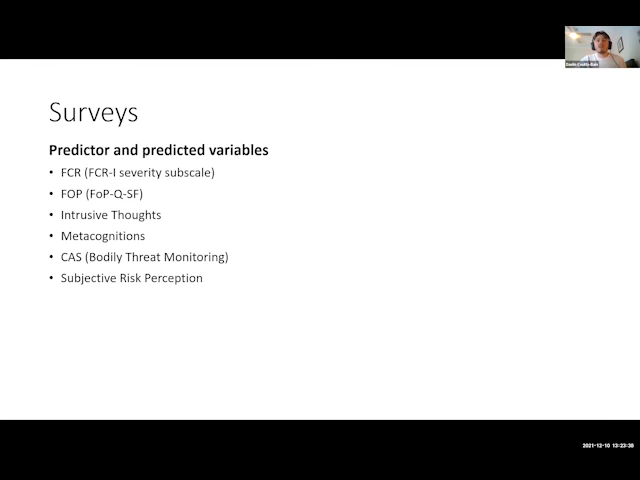 Surveys
Predictor and predicted variables
• FCR (FCR-I severity subscale)
• FOP (FoP-Q-SF)
• Intrusive Thoughts
• Metacognitions
• CAS (Bodily Threat Monitoring)
• Subjective Risk Perception
2021-12-10 13:23:38